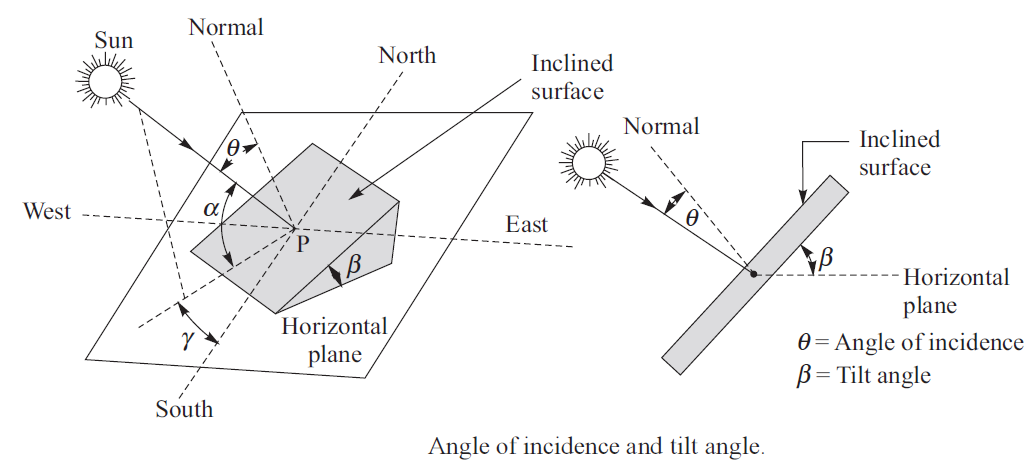 Sun
Normal
North
Inclined
surface
θ
α
West
P
East
β
γ
Horizontal
plane
South
Normal
Inclined
surface
θ
β
Horizontal
plane
θ = Angle of incidence
β = Tilt angle
Angle of incidence and tilt angle.